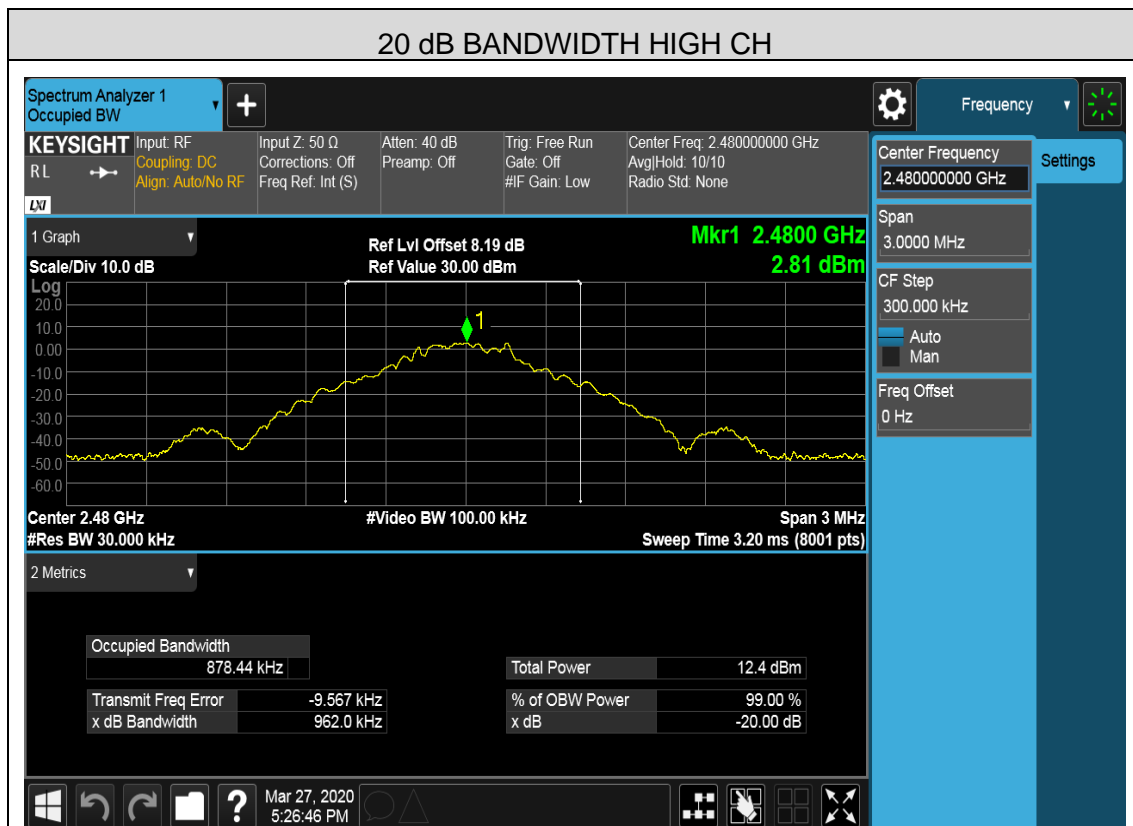 20 dB BANDWIDTH HIGH CH
Spectrum Analyzer 1
Occupied BW
Frequency
KEYSIGHT
RL
LXI
Input: RF
Coupling: DC
Align: Auto/No RF
Input Z: 50 Ω
Corrections: Off
Freq Ref: Int (S)
Atten: 40 dB
Preamp: Off
Trig: Free Run
Gate: Off
#IF Gain: Low
Center Freq: 2.480000000 GHz
Avg|Hold: 10/10
Radio Std: None
Center Frequency
2.480000000 GHz
Settings
Span
3.0000 MHz
CF Step
300.000 kHz
Auto
Man
Freq Offset
0 Hz
1 Graph
Scale/Div 10.0 dB
Ref Lvl Offset 8.19 dB
Ref Value 30.00 dBm
Mkr1 2.4800 GHz
2.81 dBm
Log
20.0
10.0
0.00
-10.0
-20.0
-30.0
-40.0
-50.0
-60.0
1
Center 2.48 GHz
#Video BW 100.00 kHz
Span 3 MHz
#Res BW 30.000 kHz
Sweep Time 3.20 ms (8001 pts)
2 Metrics
Occupied Bandwidth
878.44 kHz
Total Power 12.4 dBm
Transmit Freq Error -9.567 kHz
% of OBW Power 99.00 %
x dB Bandwidth 962.0 kHz
x dB -20.00 dB
?
Mar 27, 2020
5:26:46 PM